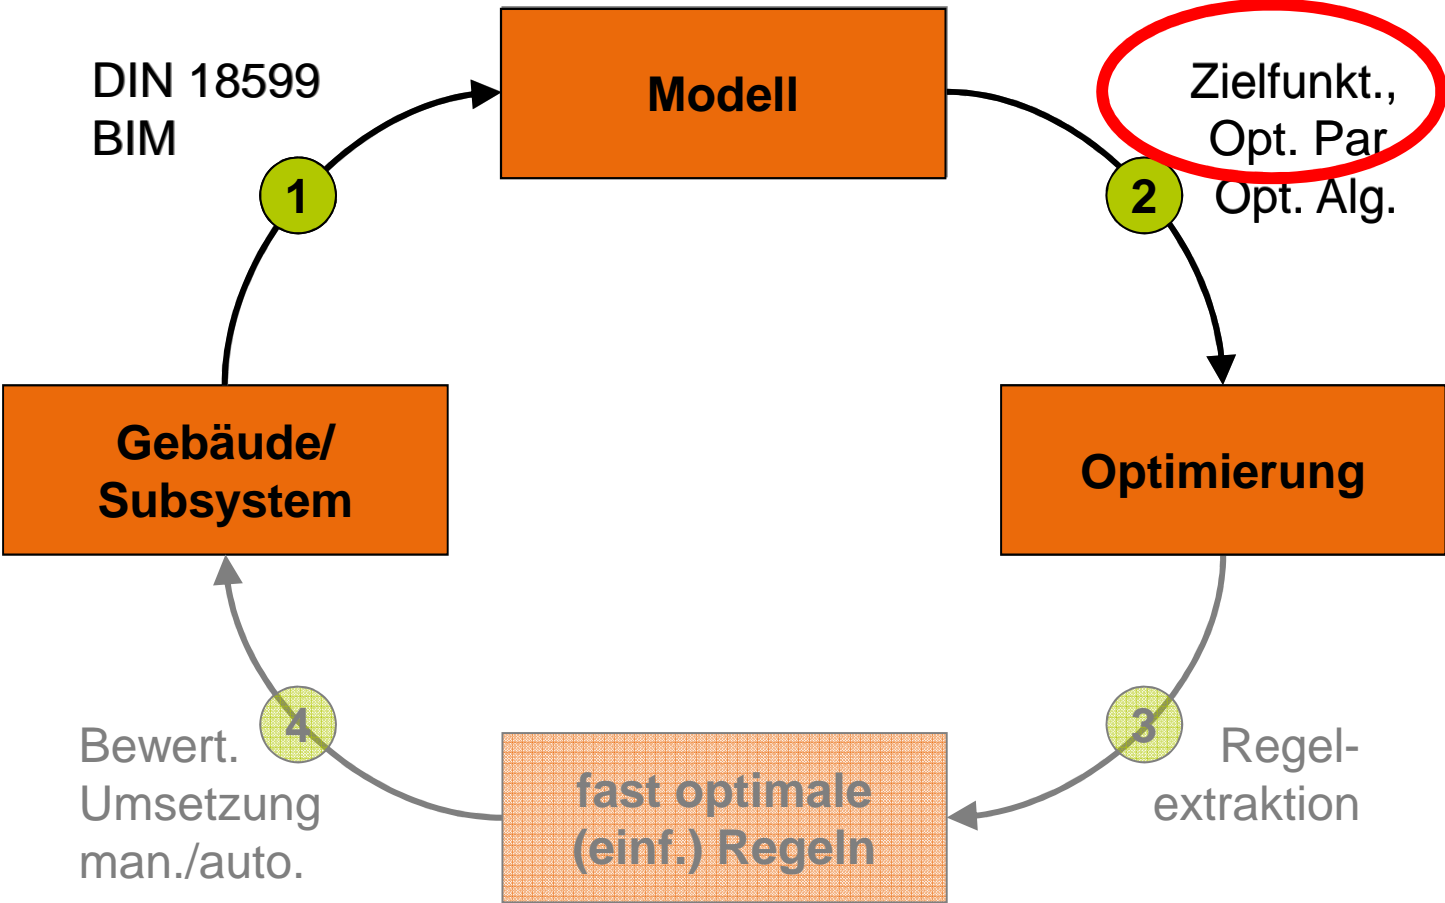 DIN 18599
BIM
Modell
Zielfunkt.,
Opt. Par
Opt. Alg.
1
2
Gebäude/
Subsystem
Optimierung
4
3
Bewert.
Umsetzung
man./auto.
fast optimale
(einf.) Regeln
Regel-
extraktion